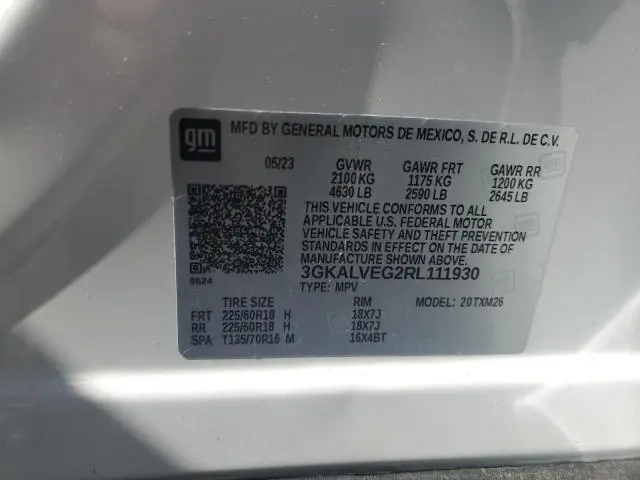 gm
MFD BY GENERAL MOTORS DE MEXICO, S. DE R.L. DE C.V.
05/23 GVWR GAWR FRT GAWR RR
2100 KG 1175 KG 1200 KG
4630 LB 2590 LB 2645 LB
THIS VEHICLE CONFORMS TO ALL
APPLICABLE U.S. FEDERAL MOTOR
VEHICLE SAFETY AND THEFT PREVENTION
STANDARDS IN EFFECT ON THE DATE OF
MANUFACTURE SHOWN ABOVE.
8624
3GKALVEG2RL111930
TYPE: MPV
TIRE SIZE RIM MODEL: 20TXM26
FRT 225/60R18 H 18X7J
RR 225/60R18 H 18X7J
SPA T135/70R16 M 16X4BT